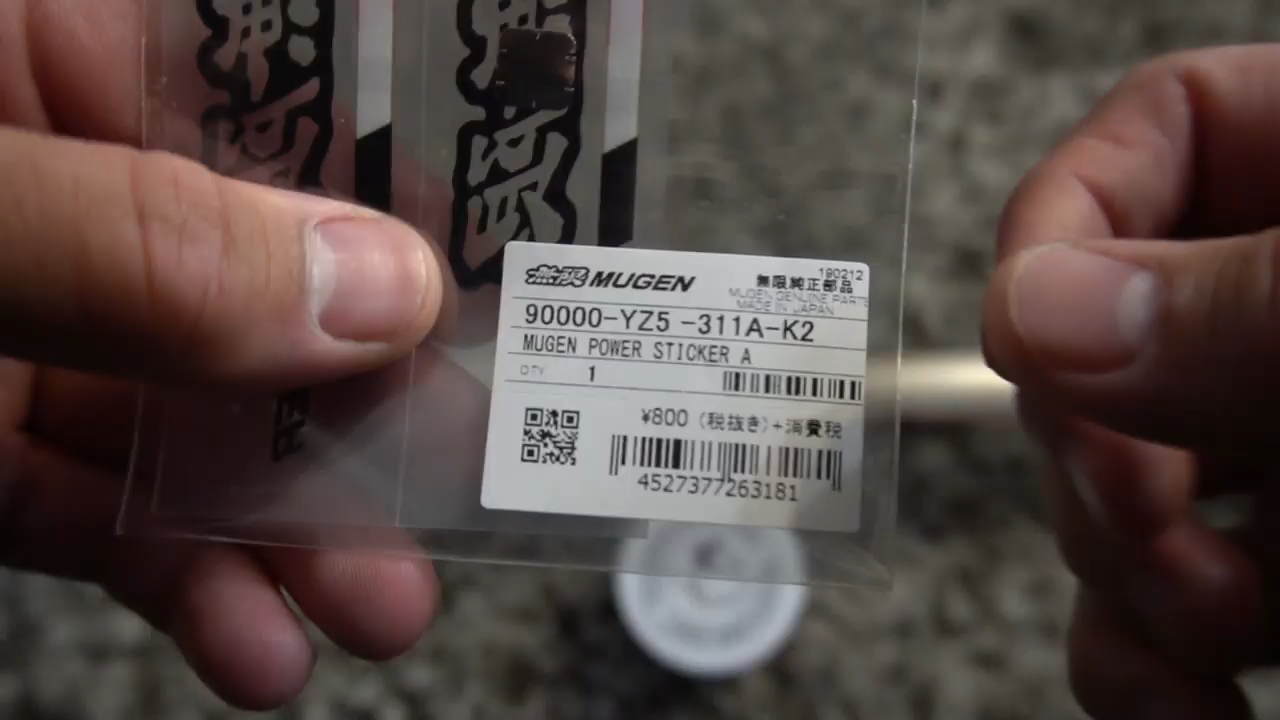 無限 MUGEN
190212
無限純正部品
MUGEN GENUINE PARTS
MADE IN JAPAN
90000-YZ5 -311A-K2
MUGEN POWER STICKER A
QTY 1
¥800 (税抜き)+消費税
4527377263181